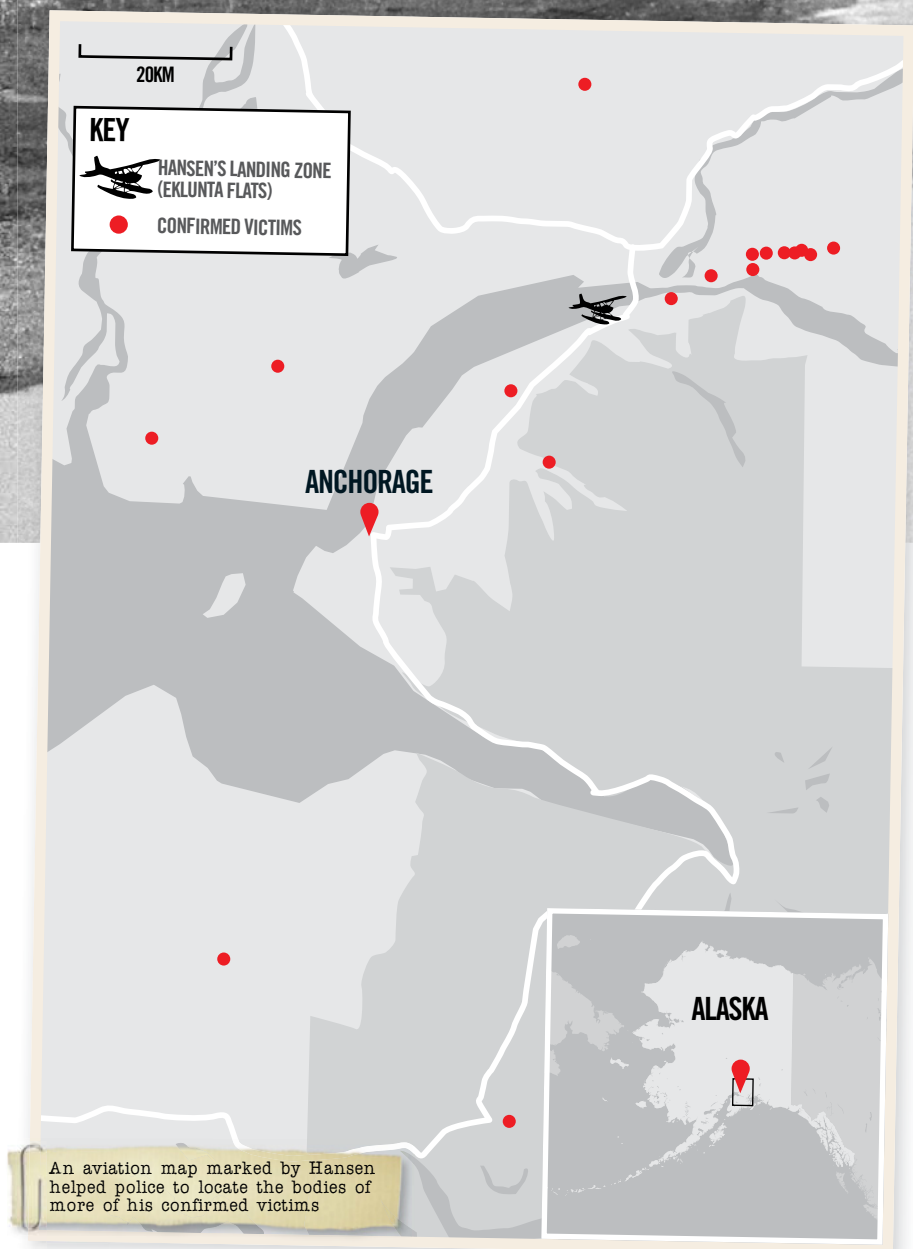 20KM
KEY
HANSEN'S LANDING ZONE
(EKLUNTA FLATS)
CONFIRMED VICTIMS
ANCHORAGE
ALASKA
An aviation map marked by Hansen
helped police to locate the bodies of
more of his confirmed victims